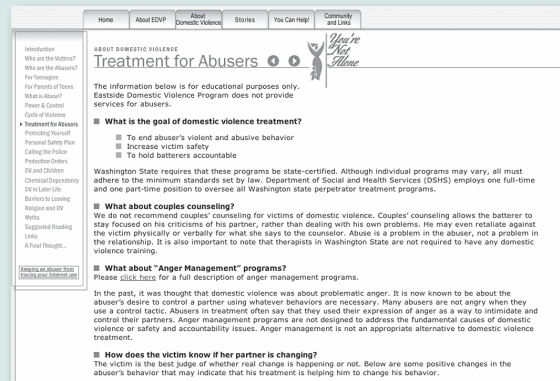 Home
About EDVP
About
Domestic Violence
Stories
You Can Help!
Community
and Links
Introduction
Who are the Victims?
Who are the Abusers?
For Teenagers
For Parents of Teens
What is Abuse?
Power & Control
Cycle of Violence
Treatment for Abusers
Protecting Yourself
Personal Safety Plan
Calling the Police
Protection Orders
DV and Children
Chemical Dependency
DV in Later Life
Barriers to Leaving
Religion and DV
Myths
Suggested Reading
Links
A Final Thought...
Keeping an abuser from
tracing your Internet use
ABOUT DOMESTIC VIOLENCE
Treatment for Abusers
You're
Not
Alone
The information below is for educational purposes only.
Eastside Domestic Violence Program does not provide
services for abusers.
What is the goal of domestic violence treatment?
To end abuser's violent and abusive behavior
Increase victim safety
To hold batterers accountable
Washington State requires that these programs be state-certified. Although individual programs may vary, all must
adhere to the minimum standards set by law. Department of Social and Health Services (DSHS) employs one full-time
and one part-time position to oversee all Washington state perpetrator treatment programs.
What about couples counseling?
We do not recommend couples' counseling for victims of domestic violence. Couples' counseling allows the batterer to
stay focused on his criticisms of his partner, rather than dealing with his own problems. He may even retaliate against
the victim physically or verbally for what she says to the counselor. Abuse is a problem in the abuser, not a problem in
the relationship. It is also important to note that therapists in Washington State are not required to have any domestic
violence training.
What about "Anger Management" programs?
Please click here for a full description of anger management programs.
In the past, it was thought that domestic violence was about problematic anger. It is now known to be about the
abuser's desire to control a partner using whatever behaviors are necessary. Many abusers are not angry when they
use a control tactic. Abusers in treatment often say that they used their expression of anger as a way to intimidate and
control their partners. Anger management programs are not designed to address the fundamental causes of domestic
violence or safety and accountability issues. Anger management is not an appropriate alternative to domestic violence
treatment.
How does the victim know if her partner is changing?
The victim is the best judge of whether real change is happening or not. Below are some positive changes in the
abuser's behavior that may indicate that his treatment is helping him to change his behavior.